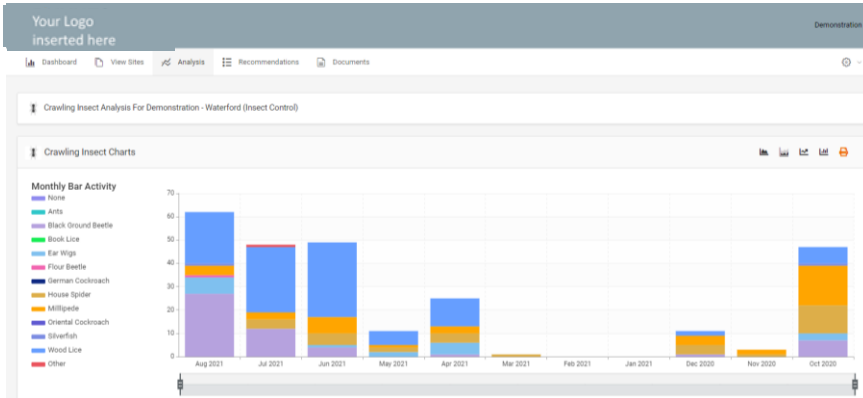 Your Logo
inserted here
Demonstration
Dashboard View Sites Analysis Recommendations Documents
Crawling Insect Analysis For Demonstration - Waterford (Insect Control)
Crawling Insect Charts
Monthly Bar Activity
None
Ants
Black Ground Beetle
Book Lice
Ear Wigs
Flour Beetle
German Cockroach
House Spider
Millipede
Oriental Cockroach
Silverfish
Wood Lice
Other
70
60
50
40
30
20
10
0
Aug 2021 Jul 2021 Jun 2021 May 2021 Apr 2021 Mar 2021 Feb 2021 Jan 2021 Dec 2020 Nov 2020 Oct 2020